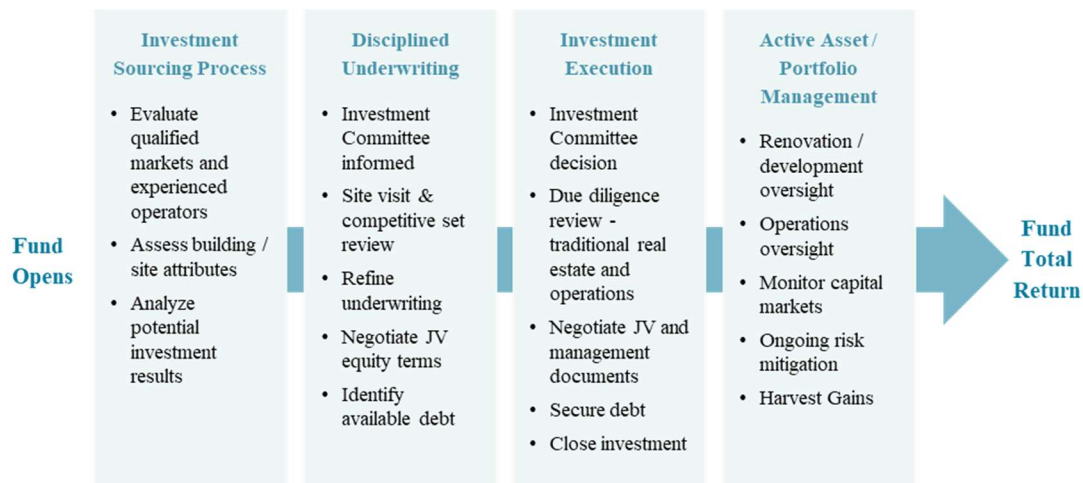 Fund
Opens
Investment
Sourcing Process
• Evaluate
qualified
markets and
experienced
operators
• Assess building /
site attributes
• Analyze
potential
investment
results
Disciplined
Underwriting
• Investment
Committee
informed
• Site visit &
competitive set
review
• Refine
underwriting
• Negotiate JV
equity terms
• Identify
available debt
Investment
Execution
• Investment
Committee
decision
• Due diligence
review -
traditional real
estate and
operations
• Negotiate JV and
management
documents
• Secure debt
• Close investment
Active Asset /
Portfolio
Management
• Renovation /
development
oversight
• Operations
oversight
• Monitor capital
markets
• Ongoing risk
mitigation
• Harvest Gains
Fund
Total
Return